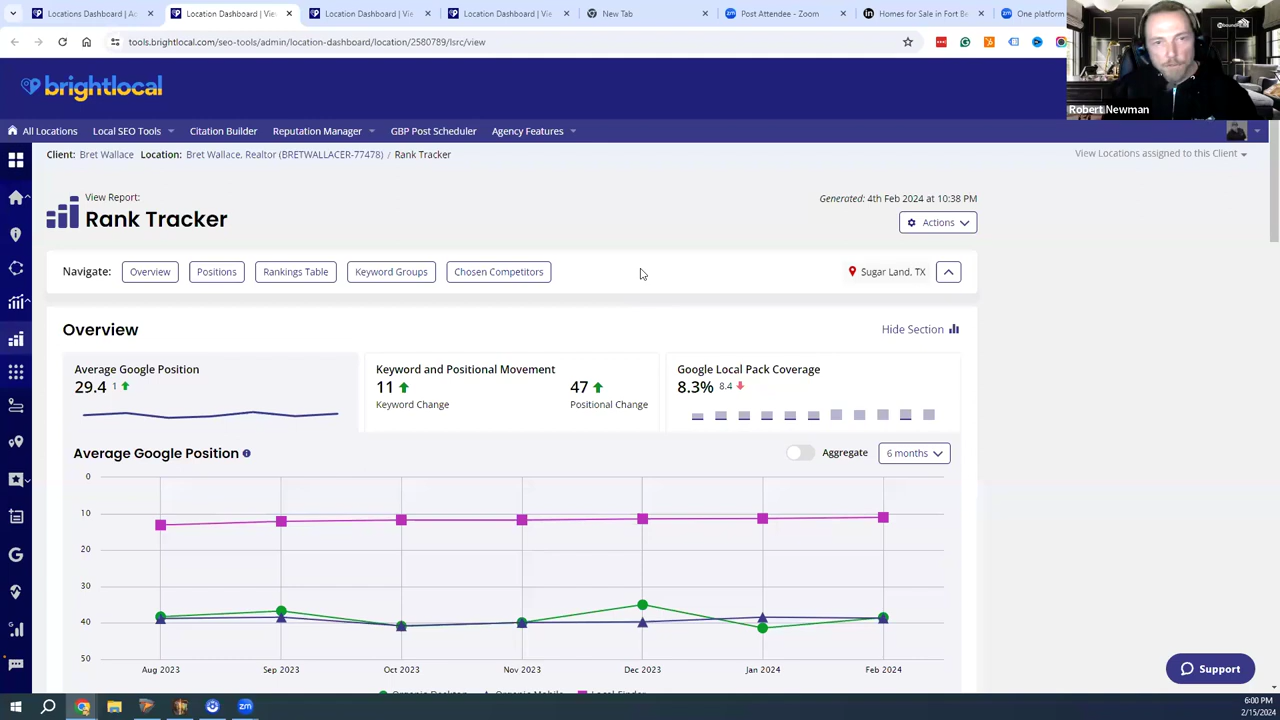 Locations Dashboard | Ac
Location Dashboard | Vie
Location Dashboard | Vie
Location Dashboard | Vie
New Tab
Post Attendee - Zoom
Homes for Sale in Fort Be
One platform
tools.brightlocal.com/seo-tools/admin/location-dashboard/location/2380789/lsrc/view
brightlocal
Robert Newman
All Locations
Local SEO Tools
Citation Builder
Reputation Manager
GBP Post Scheduler
Agency Features
Client: Bret Wallace
Location: Bret Wallace, Realtor (BRETWALLACER-77478) / Rank Tracker
View Locations assigned to this Client
View Report:
Rank Tracker
Generated: 4th Feb 2024 at 10:38 PM
Actions
Navigate:
Overview
Positions
Rankings Table
Keyword Groups
Chosen Competitors
Sugar Land, TX
Overview
Hide Section
Average Google Position
29.4 1
Keyword and Positional Movement
11
Keyword Change
47
Positional Change
Google Local Pack Coverage
8.3% 8.4
Average Google Position
Aggregate
6 months
0
10
20
30
40
50
Aug 2023
Sep 2023
Oct 2023
Nov 2023
Dec 2023
Jan 2024
Feb 2024
Organic Desktop
Organic Mobile
Local Finder
Support
6:00 PM
2/15/2024